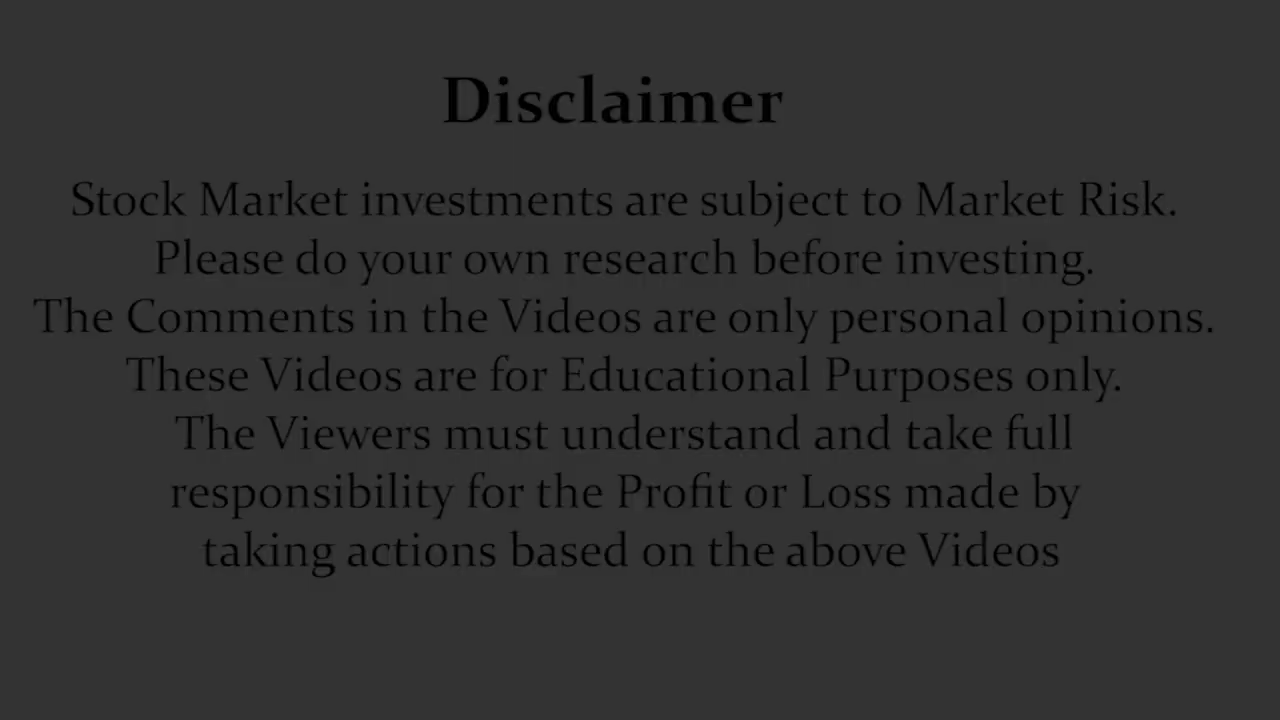 Disclaimer
Stock Market investments are subject to Market Risk.
Please do your own research before investing.
The Comments in the Videos are only personal opinions.
These Videos are for Educational Purposes only.
The Viewers must understand and take full
responsibility for the Profit or Loss made by
taking actions based on the above Videos